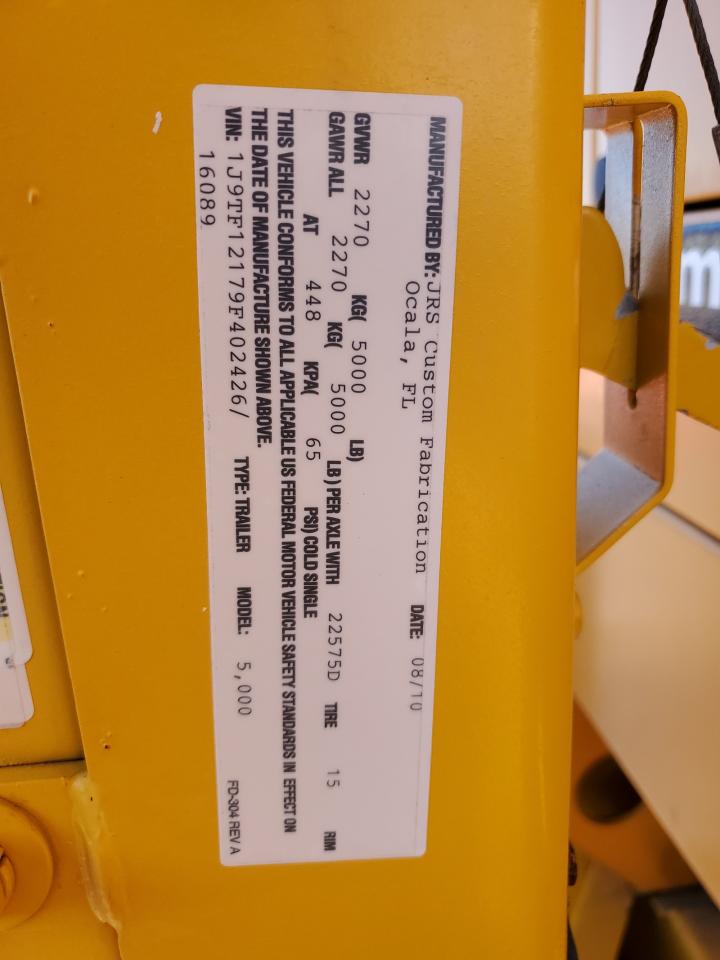 MANUFACTURED BY: JRS Custom Fabrication DATE: 08/10
Ocala, FL
GVWR 2270 KG( 5000 LB)
GAWR ALL 2270 KG( 5000 LB) PER AXLE WITH 22575D TIRE 15 RIM
AT 448 KPA( 65 PSI) COLD SINGLE
THIS VEHICLE CONFORMS TO ALL APPLICABLE US FEDERAL MOTOR VEHICLE SAFETY STANDARDS IN EFFECT ON
THE DATE OF MANUFACTURE SHOWN ABOVE.
VIN: 1J9TF12179F402426/ TYPE: TRAILER MODEL: 5,000
16089
FD-304 REV A